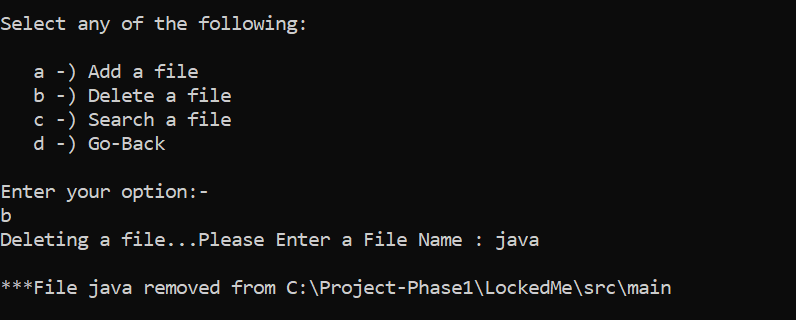 Select any of the following:
a -) Add a file
b -) Delete a file
c -) Search a file
d -) Go-Back
Enter your option:-
b
Deleting a file...Please Enter a File Name : java
***File java removed from C:\Project-Phase1\LockedMe\src\main